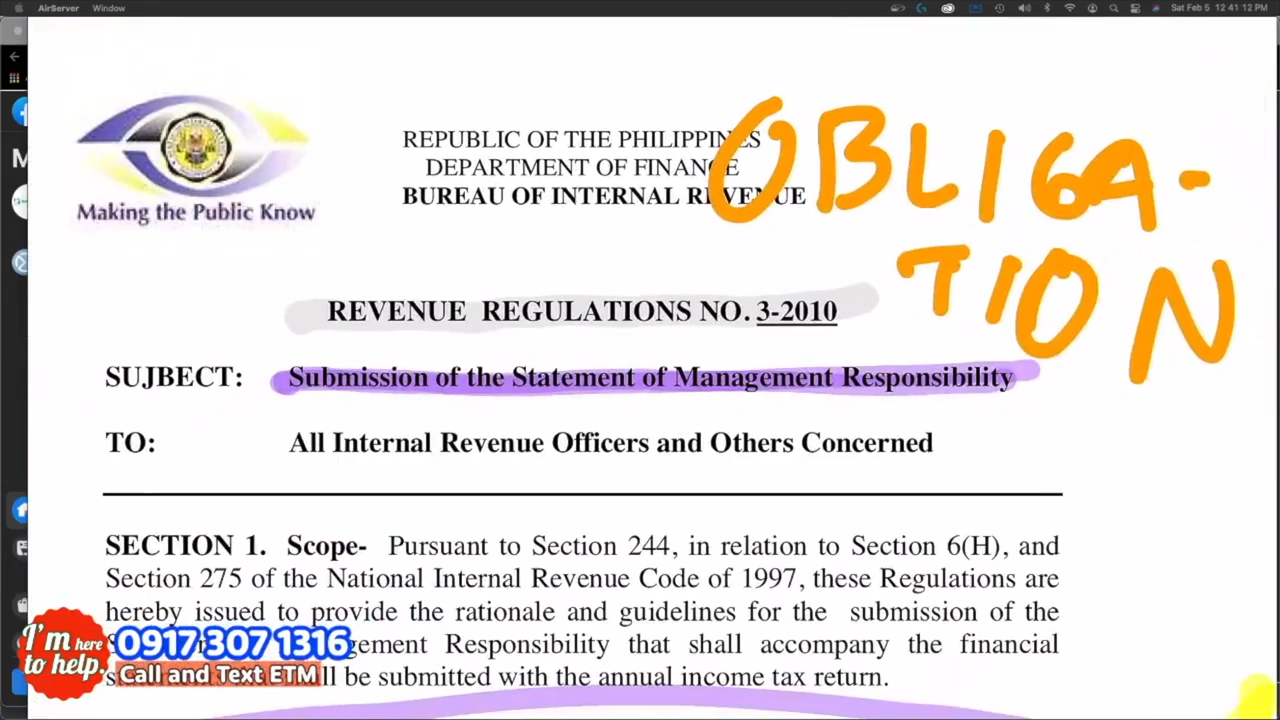 AirServer Window Sat Feb 5 12 41 12 PM
REPUBLIC OF THE PHILIPPINES
DEPARTMENT OF FINANCE
BUREAU OF INTERNAL REVENUE
Making the Public Know
OBLIGA-
TION
REVENUE REGULATIONS NO. 3-2010
SUJBECT: Submission of the Statement of Management Responsibility
TO: All Internal Revenue Officers and Others Concerned
SECTION 1. Scope- Pursuant to Section 244, in relation to Section 6(H), and
Section 275 of the National Internal Revenue Code of 1997, these Regulations are
hereby issued to provide the rationale and guidelines for the submission of the
Management Responsibility that shall accompany the financial
be submitted with the annual income tax return.
I'm here
to help.
0917 307 1316
Call and Text ETM